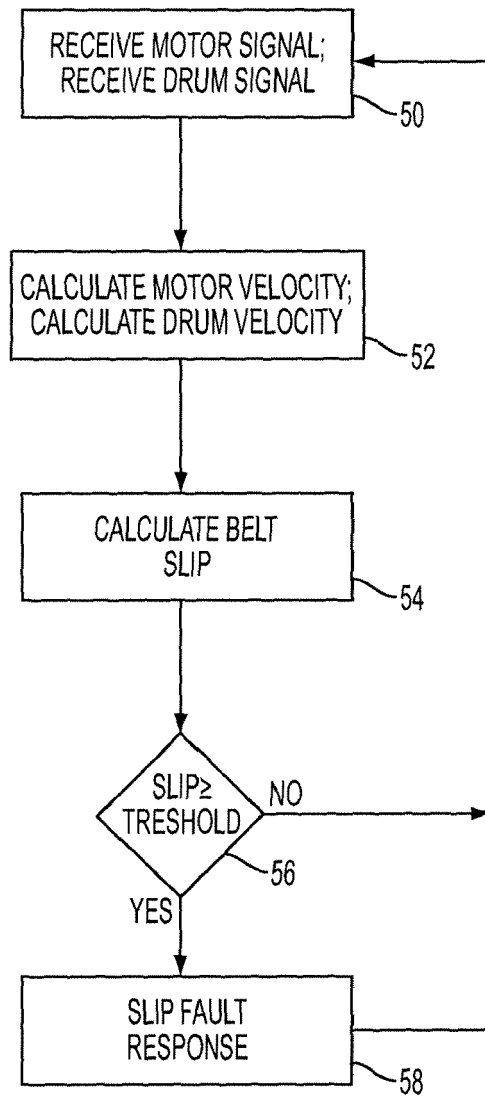 RECEIVE MOTOR SIGNAL;
RECEIVE DRUM SIGNAL
50
CALCULATE MOTOR VELOCITY;
CALCULATE DRUM VELOCITY
52
CALCULATE BELT
SLIP
54
SLIP≥
TRESHOLD
NO
56
YES
SLIP FAULT
RESPONSE
58